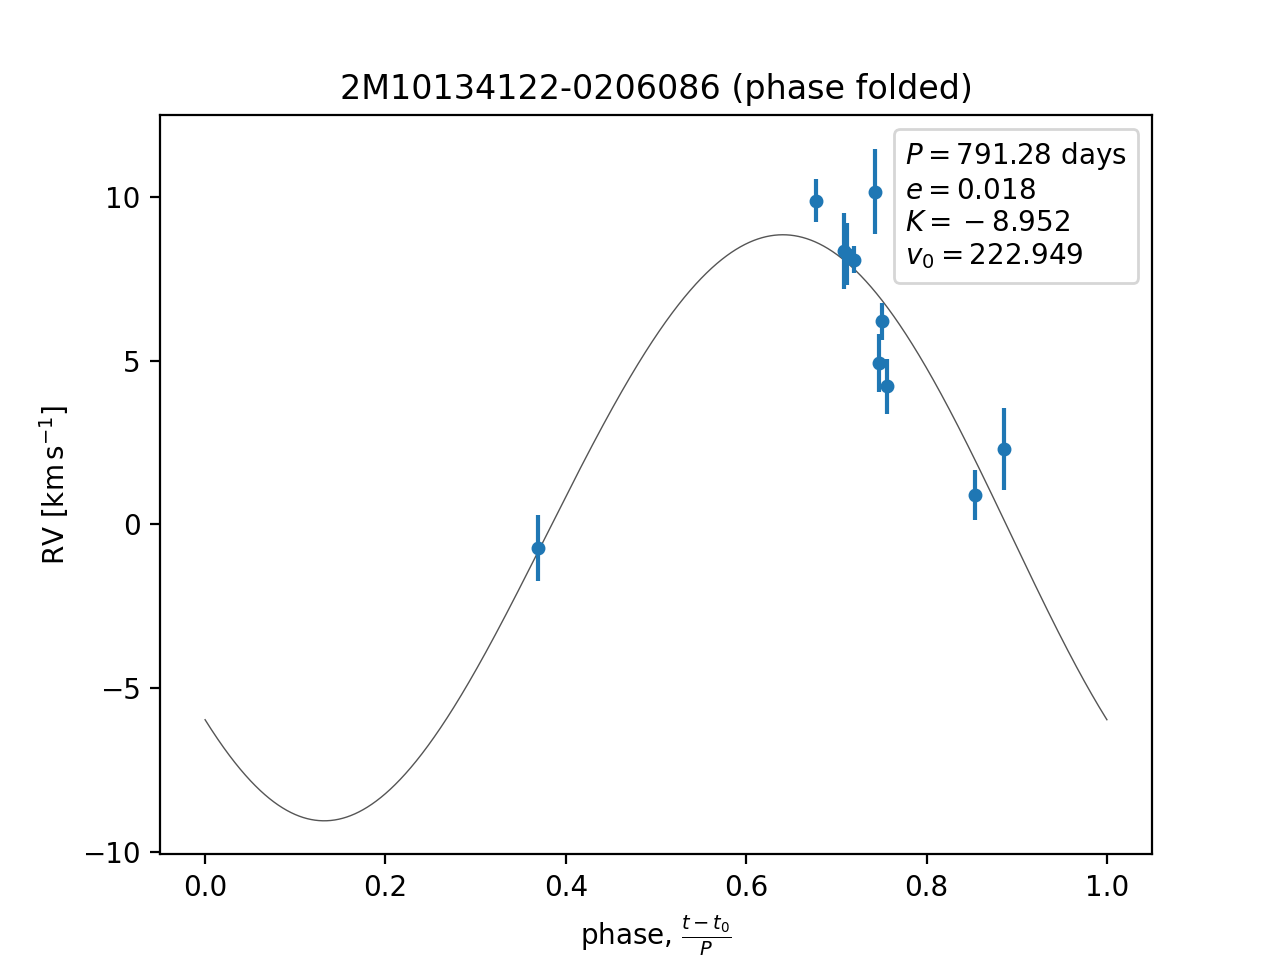 2M10134122-0206086 (phase folded)
P = 791.28 days
e = 0.018
K = −8.952
v₀ = 222.949
RV [km s⁻¹]
10
5
0
−5
−10
0.0 0.2 0.4 0.6 0.8 1.0
phase, (t − t₀)/P